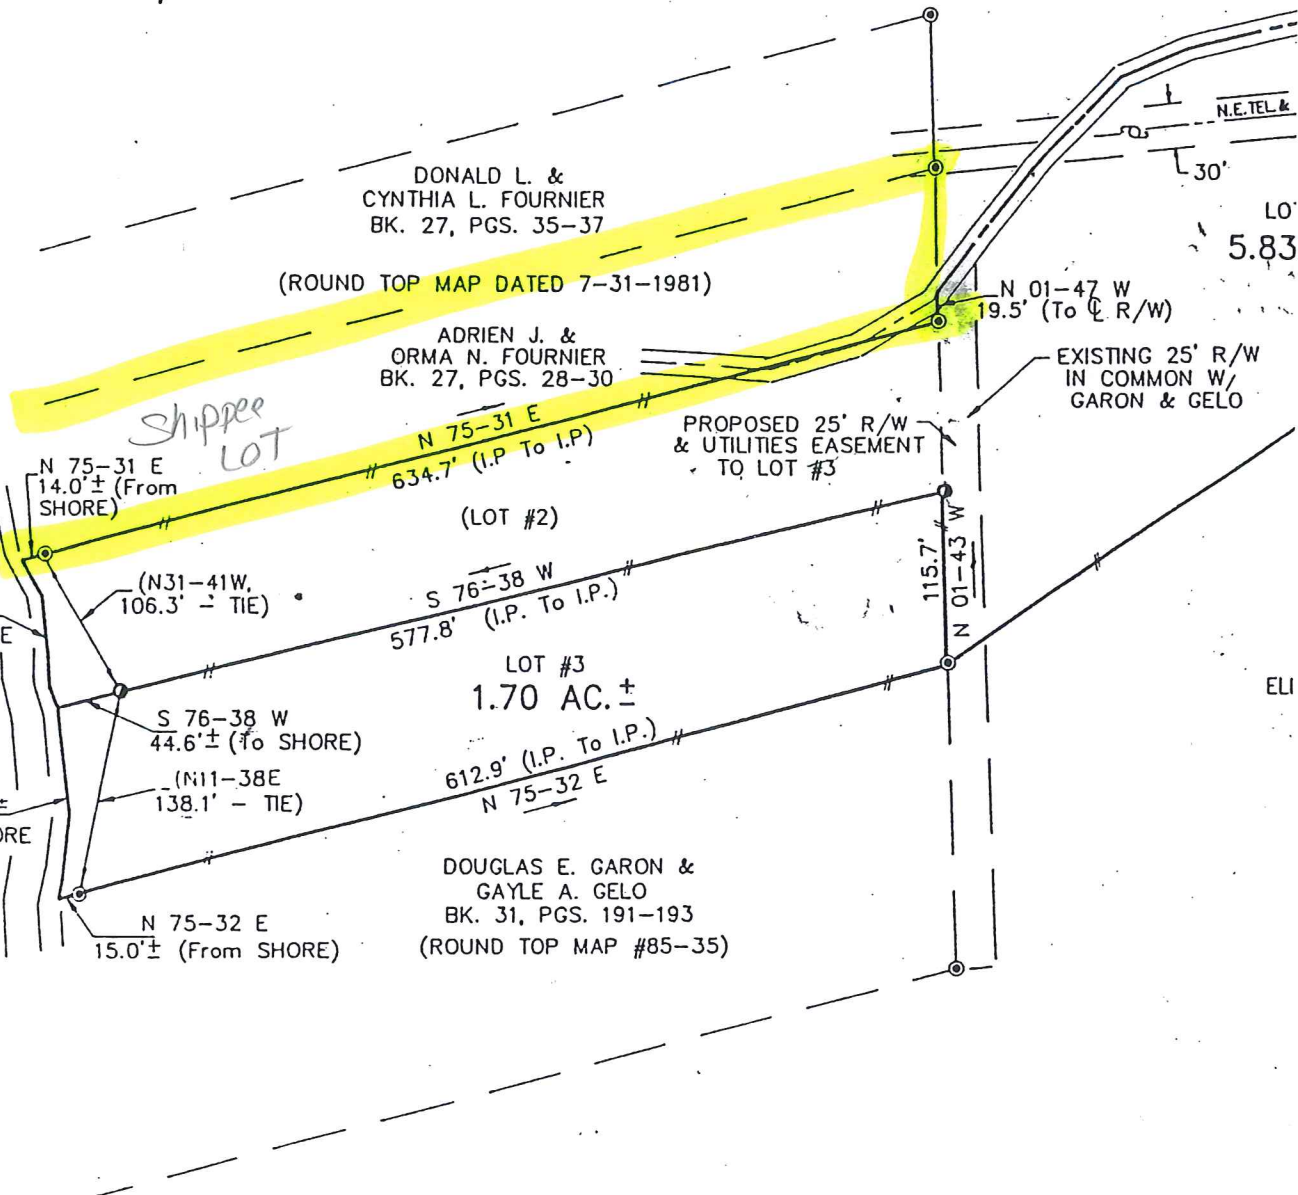 DONALD L. &
CYNTHIA L. FOURNIER
BK. 27, PGS. 35-37
N.E.TEL &
30'
(ROUND TOP MAP DATED 7-31-1981)
5.83
N 01-47 W
19.5' (To ℄ R/W)
ADRIEN J. &
ORMA N. FOURNIER
BK. 27, PGS. 28-30
EXISTING 25' R/W
IN COMMON W/
GARON & GELO
Shippee
LOT
N 75-31 E
634.7' (I.P To I.P)
PROPOSED 25' R/W
& UTILITIES EASEMENT
TO LOT #3
N 75-31 E
14.0'± (From
SHORE)
(LOT #2)
(N31-41W,
106.3' - TIE)
S 76-38 W
577.8' (I.P. To I.P.)
115.7'
N 01-43 W
E
LOT #3
1.70 AC.±
ELI
S 76-38 W
44.6'± (To SHORE)
612.9' (I.P. To I.P.)
N 75-32 E
(N11-38E
138.1' - TIE)
±
ORE
DOUGLAS E. GARON &
GAYLE A. GELO
BK. 31, PGS. 191-193
(ROUND TOP MAP #85-35)
N 75-32 E
15.0'± (From SHORE)